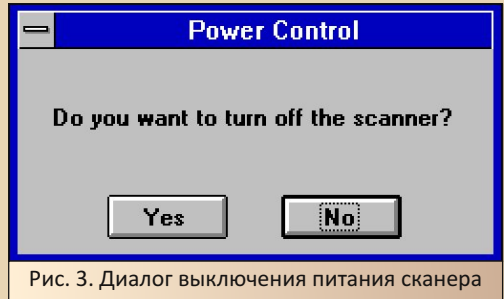 Power Control
Do you want to turn off the scanner?
Yes No
Рис. 3. Диалог выключения питания сканера